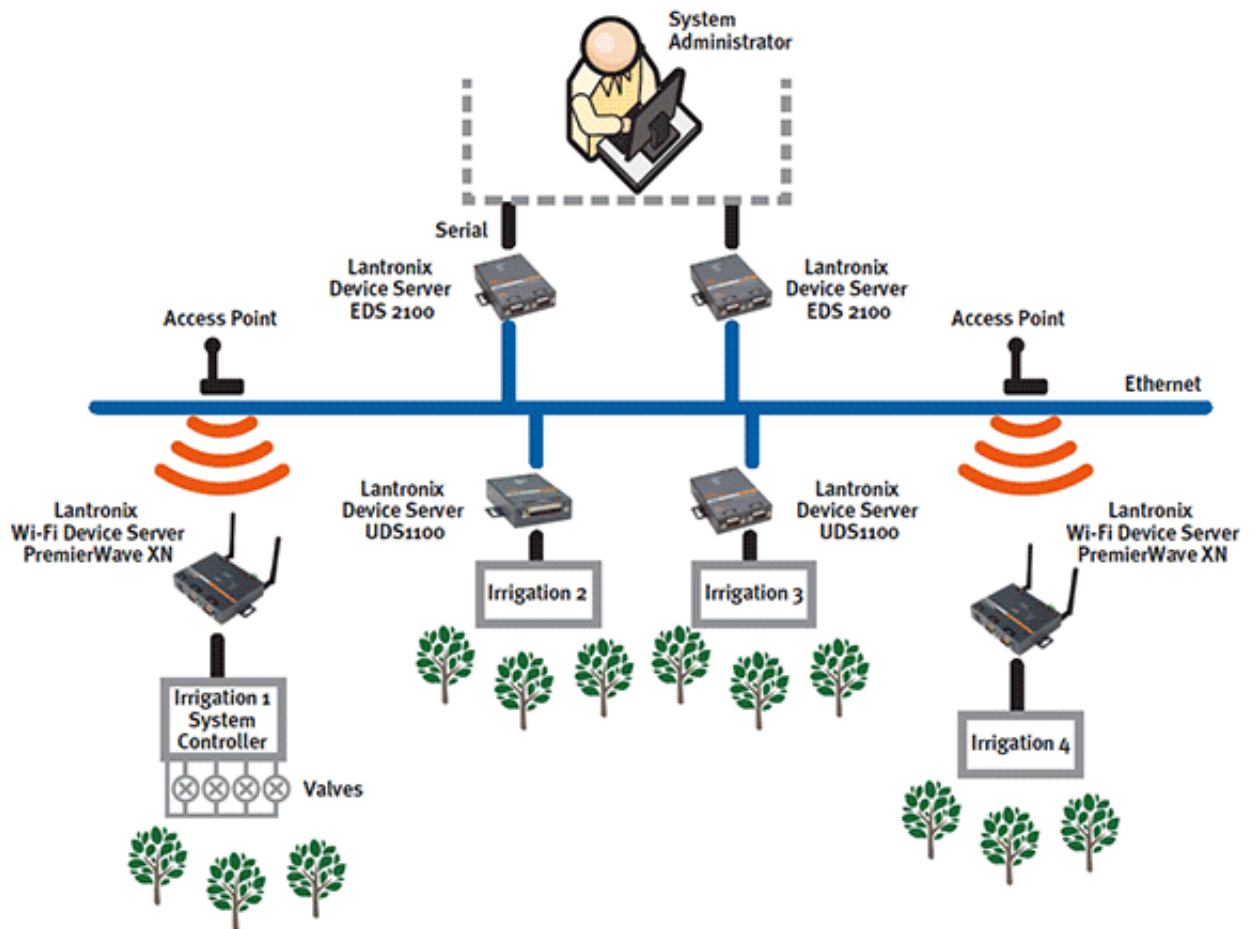 System
Administrator
Serial
Lantronix
Device Server
EDS 2100
Lantronix
Device Server
EDS 2100
Access Point
Access Point
Ethernet
Lantronix
Wi-Fi Device Server
PremierWave XN
Lantronix
Device Server
UDS1100
Lantronix
Device Server
UDS1100
Lantronix
Wi-Fi Device Server
PremierWave XN
Irrigation 2
Irrigation 3
Irrigation 1
System
Controller
Irrigation 4
Valves